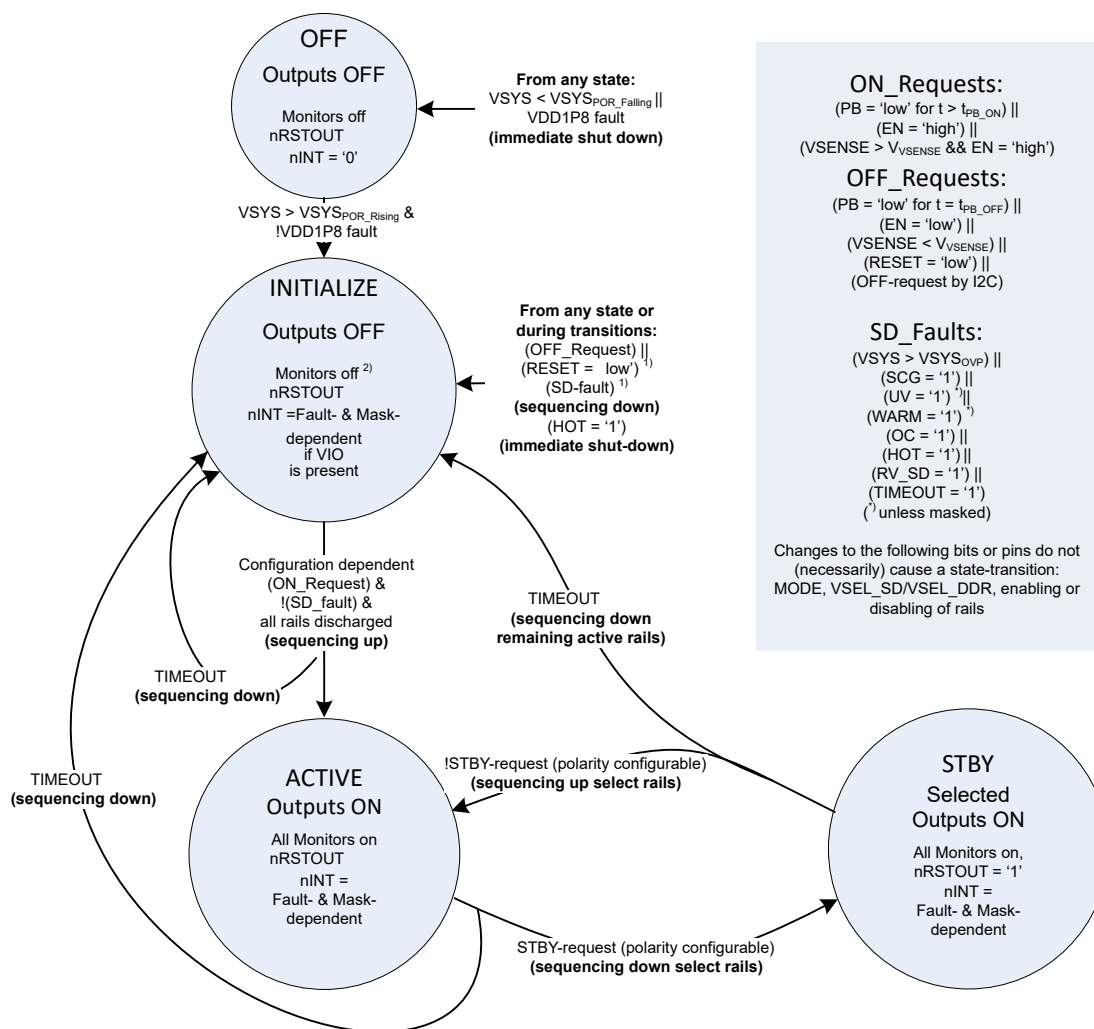 OFF
Outputs OFF
Monitors off
nRSTOUT
nINT = ‘0’
From any state:
VSYS < VSYSPOR_Falling ||
VDD1P8 fault
(immediate shut down)
VSYS > VSYSPOR_Rising &
!VDD1P8 fault
INITIALIZE
Outputs OFF
Monitors off 2)
nRSTOUT
nINT =Fault- & Mask-
dependent
if VIO
is present
From any state or
during transitions:
(OFF_Request) ||
(RESET = low’) 1)
(SD-fault) 1)
(sequencing down)
(HOT = ‘1’)
(immediate shut-down)
Configuration dependent
(ON_Request) &
!(SD_fault) &
all rails discharged
(sequencing up)
TIMEOUT
(sequencing down)
TIMEOUT
(sequencing down
remaining active rails)
TIMEOUT
(sequencing down)
!STBY-request (polarity configurable)
(sequencing up select rails)
ACTIVE
Outputs ON
All Monitors on
nRSTOUT
nINT =
Fault- & Mask-
dependent
STBY-request (polarity configurable)
(sequencing down select rails)
STBY
Selected
Outputs ON
All Monitors on,
nRSTOUT = ‘1’
nINT =
Fault- & Mask-
dependent
ON_Requests:
(PB = ‘low’ for t > tPB_ON) ||
(EN = ‘high’) ||
(VSENSE > VVSENSE && EN = ‘high’)
OFF_Requests:
(PB = ‘low’ for t = tPB_OFF) ||
(EN = ‘low’) ||
(VSENSE < VVSENSE) ||
(RESET = ‘low’) ||
(OFF-request by I2C)
SD_Faults:
(VSYS > VSYSOVP) ||
(SCG = ‘1’) ||
(UV = ‘1’) *)||
(WARM = ‘1’) *)
(OC = ‘1’) ||
(HOT = ‘1’) ||
(RV_SD = ‘1’) ||
(TIMEOUT = ‘1’)
(*) unless masked)
Changes to the following bits or pins do not
(necessarily) cause a state-transition:
MODE, VSEL_SD/VSEL_DDR, enabling or
disabling of rails